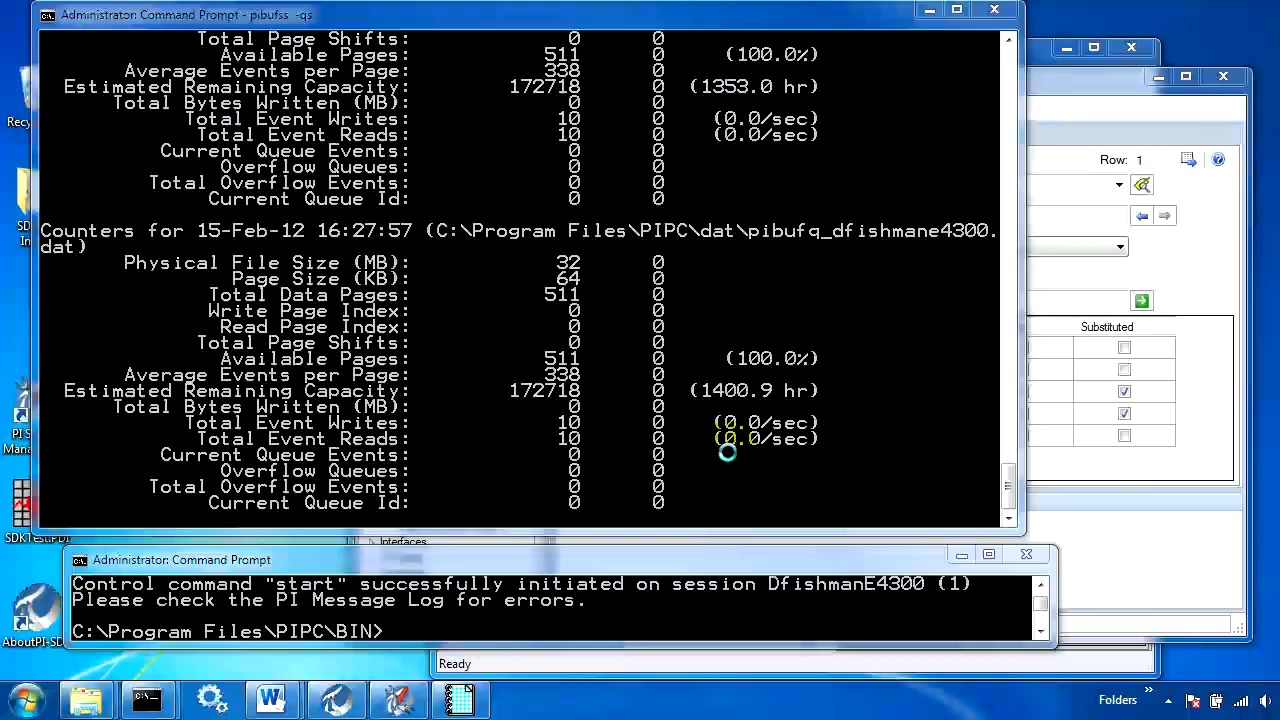 Administrator: Command Prompt - pibufss -qs
Total Page Shifts: 0 0
Available Pages: 511 0 (100.0%)
Average Events per Page: 338 0
Estimated Remaining Capacity: 172718 0 (1353.0 hr)
Total Bytes Written (MB): 0 0
Total Event Writes: 10 0 (0.0/sec)
Total Event Reads: 10 0 (0.0/sec)
Current Queue Events: 0 0
Overflow Queues: 0 0
Total Overflow Events: 0 0
Current Queue Id: 0 0
Counters for 15-Feb-12 16:27:57 (C:\Program Files\PIPC\dat\pibufq_dfishmane4300.
dat)
Physical File Size (MB): 32 0
Page Size (KB): 64 0
Total Data Pages: 511 0
Write Page Index: 0 0
Read Page Index: 0 0
Total Page Shifts: 0 0
Available Pages: 511 0 (100.0%)
Average Events per Page: 338 0
Estimated Remaining Capacity: 172718 0 (1400.9 hr)
Total Bytes Written (MB): 0 0
Total Event Writes: 10 0 (0.0/sec)
Total Event Reads: 10 0 (0.0/sec)
Current Queue Events: 0 0
Overflow Queues: 0 0
Total Overflow Events: 0 0
Current Queue Id: 0 0
Row: 1
Substituted
Interfaces
Administrator: Command Prompt
Control command "start" successfully initiated on session DfishmanE4300 (1)
Please check the PI Message Log for errors.
C:\Program Files\PIPC\BIN>
Ready
Recy
SD
In
PI S
Mana
SDKTest.PDI
AboutPI-SD
Folders